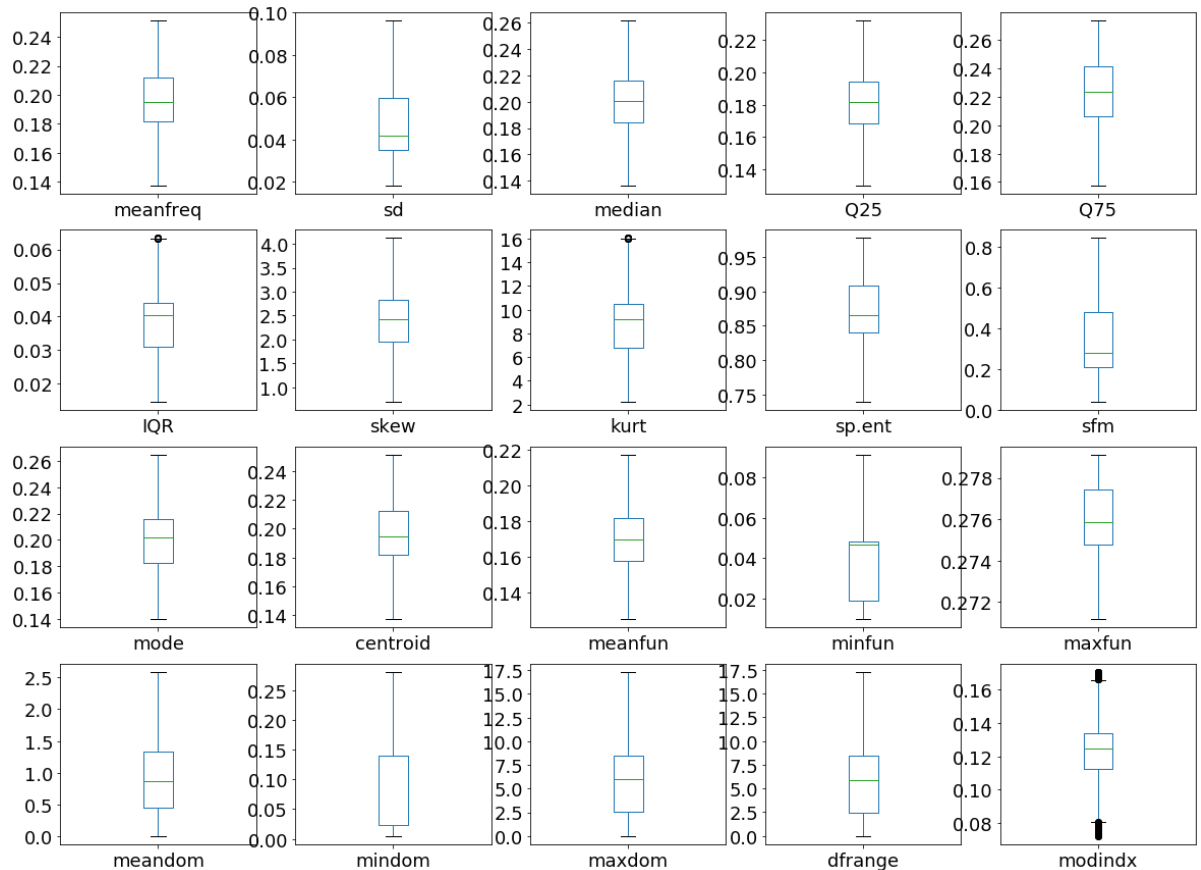 0.24 0.22 0.20 0.18 0.16 0.14 meanfreq
0.10 0.08 0.06 0.04 0.02 sd
0.26 0.24 0.22 0.20 0.18 0.16 0.14 median
0.22 0.20 0.18 0.16 0.14 Q25
0.26 0.24 0.22 0.20 0.18 0.16 Q75
0.06 0.05 0.04 0.03 0.02 IQR
4.0 3.5 3.0 2.5 2.0 1.5 1.0 skew
16 14 12 10 8 6 4 2 kurt
0.95 0.90 0.85 0.80 0.75 sp.ent
0.8 0.6 0.4 0.2 0.0 sfm
0.26 0.24 0.22 0.20 0.18 0.16 0.14 mode
0.24 0.22 0.20 0.18 0.16 0.14 centroid
0.22 0.20 0.18 0.16 0.14 meanfun
0.08 0.06 0.04 0.02 minfun
0.278 0.276 0.274 0.272 maxfun
2.5 2.0 1.5 1.0 0.5 0.0 meandom
0.25 0.20 0.15 0.10 0.05 0.00 mindom
17.5 15.0 12.5 10.0 7.5 5.0 2.5 0.0 maxdom
17.5 15.0 12.5 10.0 7.5 5.0 2.5 0.0 dfrange
0.16 0.14 0.12 0.10 0.08 modindx